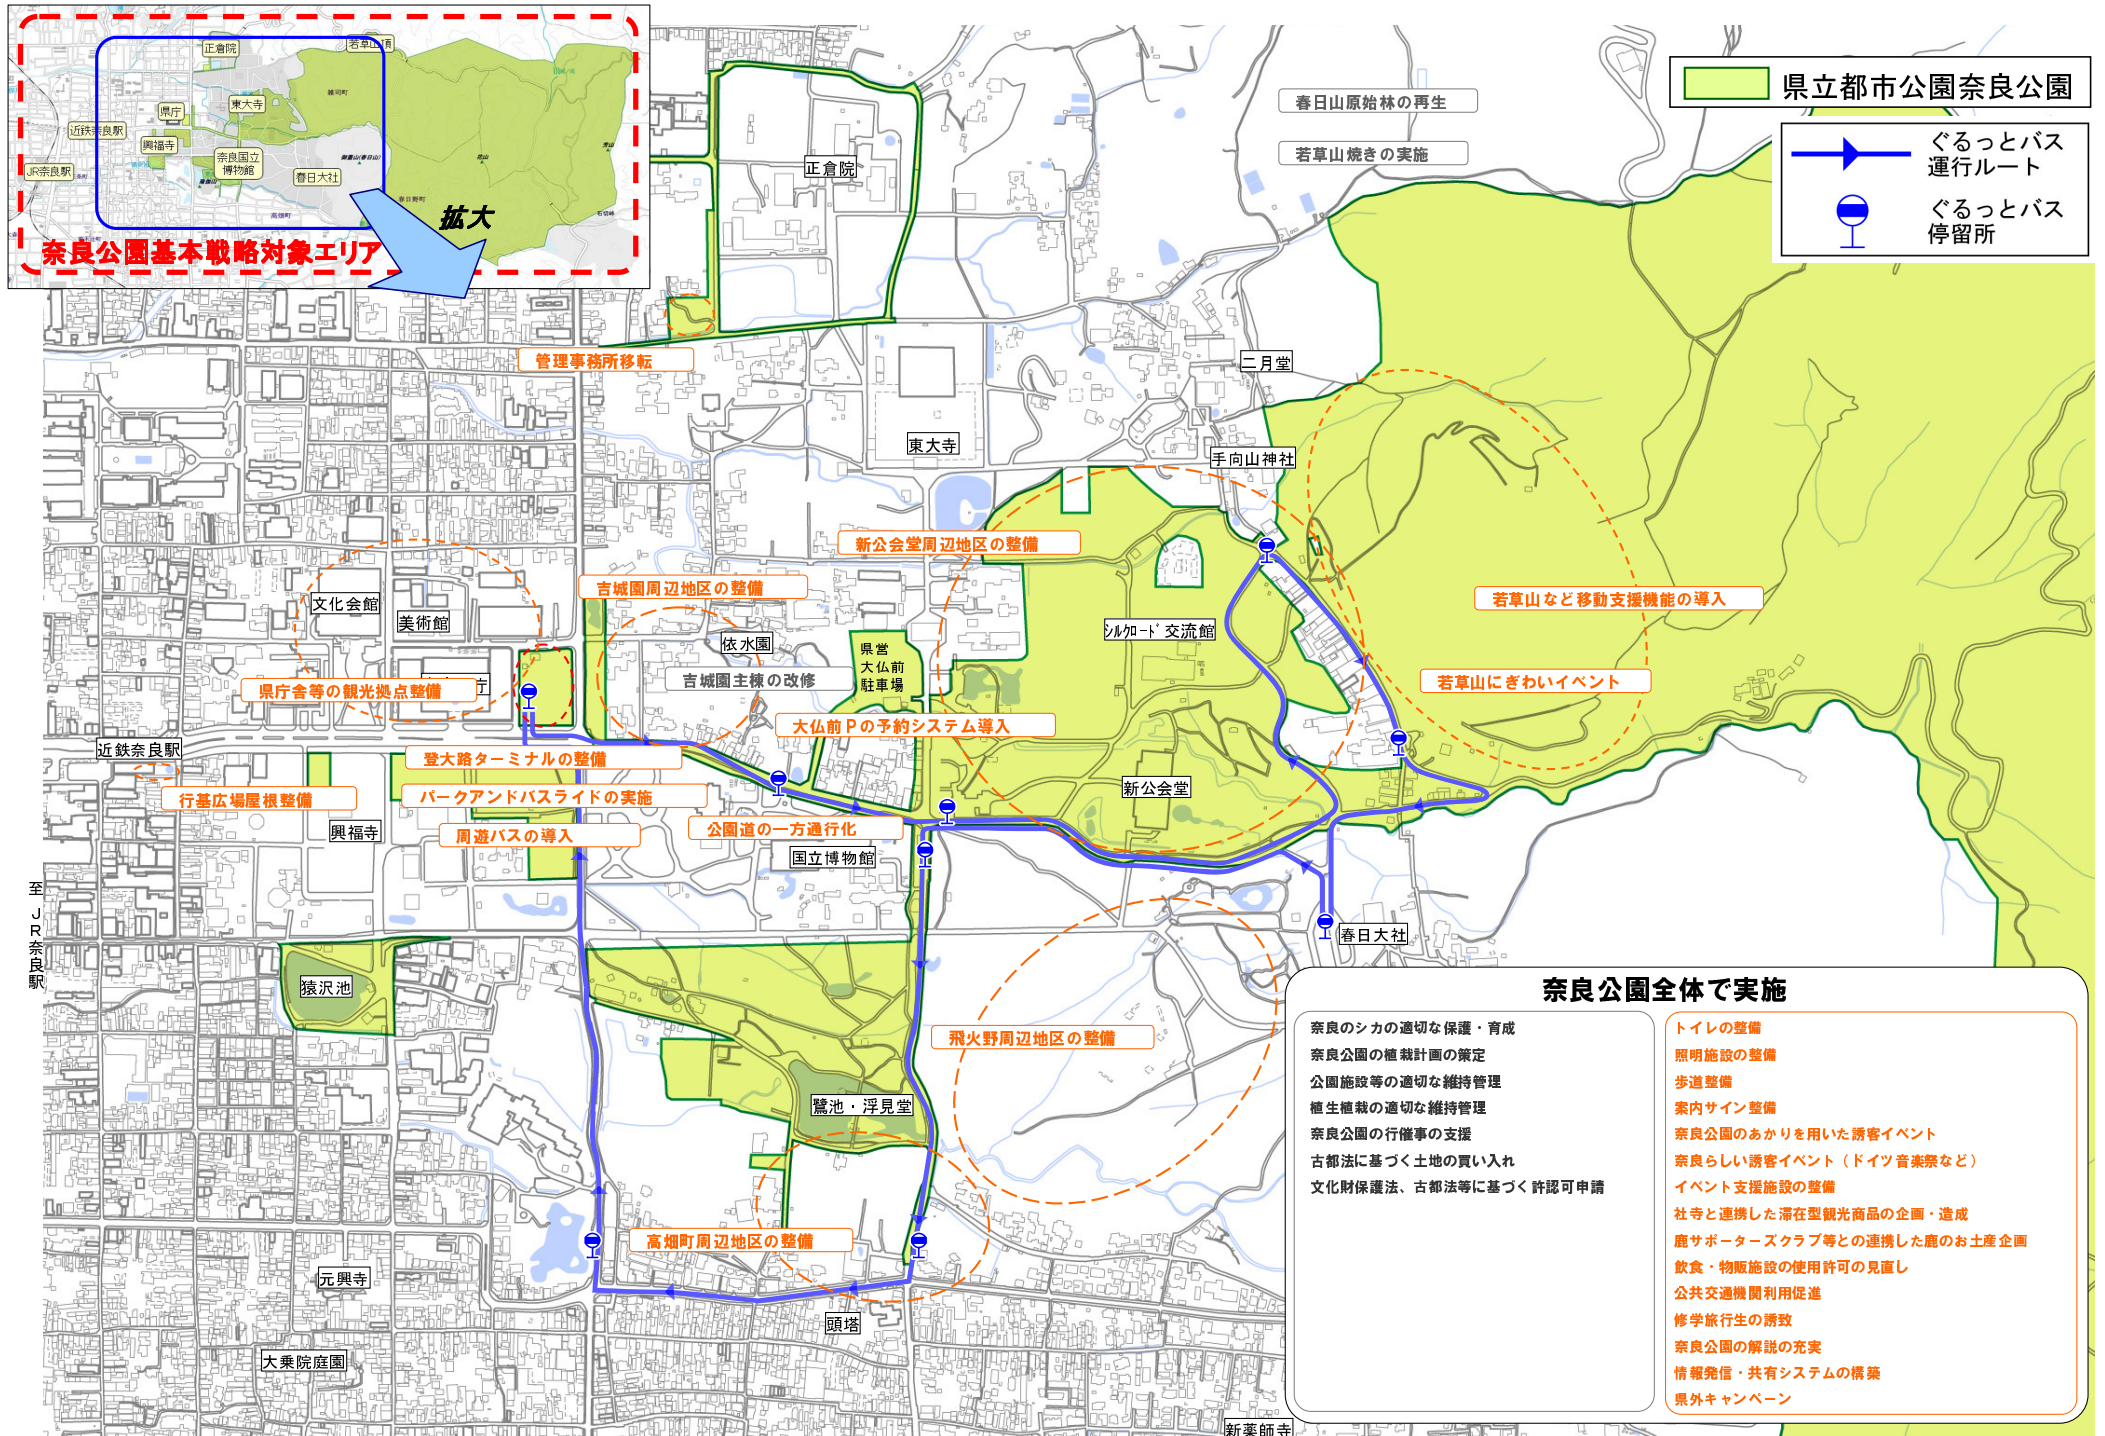 正倉院
若草山頂
雑司町
東大寺
県庁
近鉄奈良駅
興福寺
奈良国立
博物館
JR奈良駅
春日大社
御蓋山(春日山)
花山
芳山
春日野町
高畑町
石切峠
拡大
奈良公園基本戦略対象エリア
県立都市公園奈良公園
ぐるっとバス
運行ルート
ぐるっとバス
停留所
春日山原始林の再生
若草山焼きの実施
正倉院
管理事務所移転
二月堂
東大寺
手向山神社
新公会堂周辺地区の整備
吉城園周辺地区の整備
文化会館
美術館
依水園
県営
大仏前
駐車場
シルクロード交流館
若草山など移動支援機能の導入
吉城園主棟の改修
若草山にぎわいイベント
庁
県庁舎等の観光拠点整備
大仏前Pの予約システム導入
近鉄奈良駅
登大路ターミナルの整備
新公会堂
行基広場屋根整備
パークアンドバスライドの実施
興福寺
周遊バスの導入
公園道の一方通行化
国立博物館
至 JR奈良駅
春日大社
猿沢池
飛火野周辺地区の整備
鷺池・浮見堂
高畑町周辺地区の整備
元興寺
頭塔
大乗院庭園
新薬師寺
奈良公園全体で実施
奈良のシカの適切な保護・育成
奈良公園の植栽計画の策定
公園施設等の適切な維持管理
植生植栽の適切な維持管理
奈良公園の行催事の支援
古都法に基づく土地の買い入れ
文化財保護法、古都法等に基づく許認可申請
トイレの整備
照明施設の整備
歩道整備
案内サイン整備
奈良公園のあかりを用いた誘客イベント
奈良らしい誘客イベント（ドイツ音楽祭など）
イベント支援施設の整備
社寺と連携した滞在型観光商品の企画・造成
鹿サポーターズクラブ等との連携した鹿のお土産企画
飲食・物販施設の使用許可の見直し
公共交通機関利用促進
修学旅行生の誘致
奈良公園の解説の充実
情報発信・共有システムの構築
県外キャンペーン